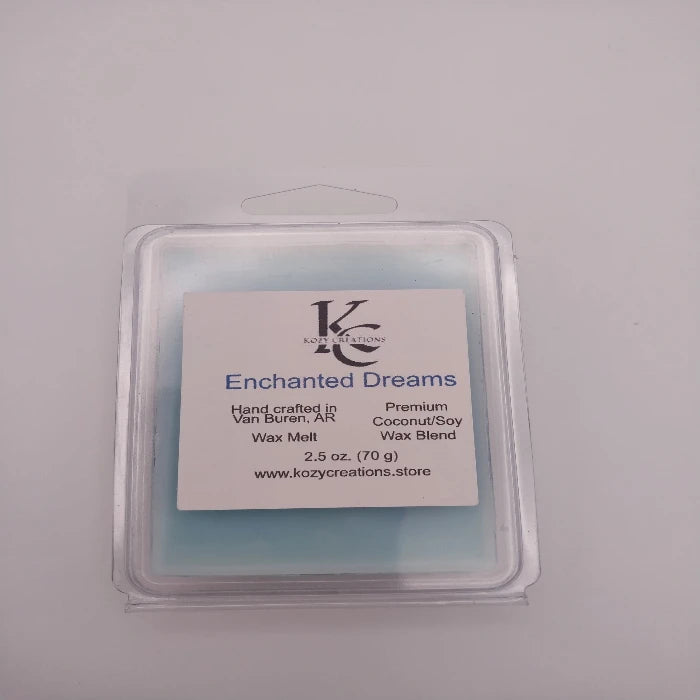 KC
KOZY CREATIONS
Enchanted Dreams
Hand crafted in
Van Buren, AR
Wax Melt
Premium
Coconut/Soy
Wax Blend
2.5 oz. (70 g)
www.kozycreations.store